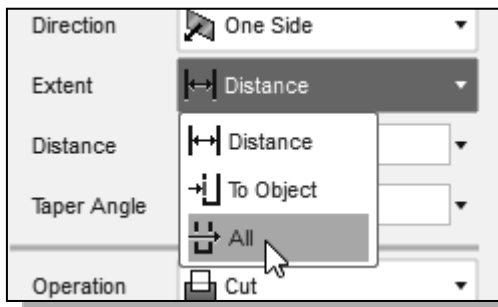 Direction One Side
Extent Distance
Distance Distance
Taper Angle To Object
All
Operation Cut